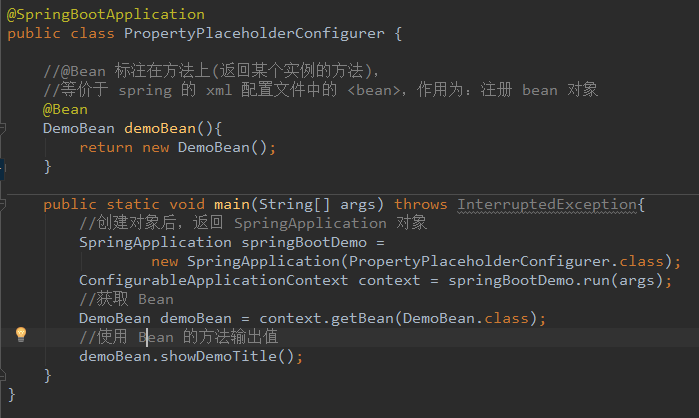 @SpringBootApplication
public class PropertyPlaceholderConfigurer {
//@Bean 标注在方法上(返回某个实例的方法),
//等价于 spring 的 xml 配置文件中的 <bean>, 作用为: 注册 bean 对象
@Bean
DemoBean demoBean(){
return new DemoBean();
}
public static void main(String[] args) throws InterruptedException{
//创建对象后, 返回 SpringApplication 对象
SpringApplication springBootDemo =
new SpringApplication(PropertyPlaceholderConfigurer.class);
ConfigurableApplicationContext context = springBootDemo.run(args);
//获取 Bean
DemoBean demoBean = context.getBean(DemoBean.class);
//使用 Bean 的方法输出值
demoBean.showDemoTitle();
}
}